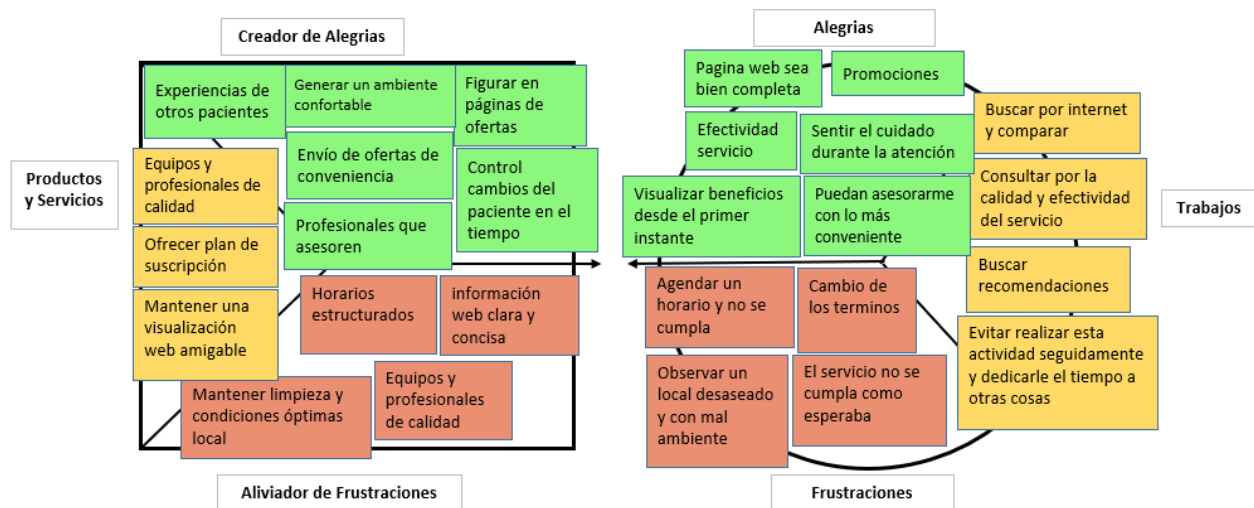 Creador de Alegrias
Experiencias de
otros pacientes
Generar un ambiente
confortable
Figurar en
páginas de
ofertas
Envío de ofertas de
conveniencia
Control
cambios del
paciente en el
tiempo
Profesionales que
asesoren
Productos
y Servicios
Equipos y
profesionales de
calidad
Ofrecer plan de
suscripción
Mantener una
visualización
web amigable
Horarios
estructurados
información
web clara y
concisa
Mantener limpieza y
condiciones óptimas
local
Equipos y
profesionales
de calidad
Aliviador de Frustraciones
Alegrias
Pagina web sea
bien completa
Promociones
Efectividad
servicio
Sentir el cuidado
durante la atención
Visualizar beneficios
desde el primer
instante
Puedan asesorarme
con lo más
conveniente
Buscar por internet
y comparar
Consultar por la
calidad y efectividad
del servicio
Buscar
recomendaciones
Evitar realizar esta
actividad seguidamente
y dedicarle el tiempo a
otras cosas
Trabajos
Agendar un
horario y no se
cumpla
Cambio de
los terminos
Observar un
local desaseado
y con mal
ambiente
El servicio no se
cumpla como
esperaba
Frustraciones